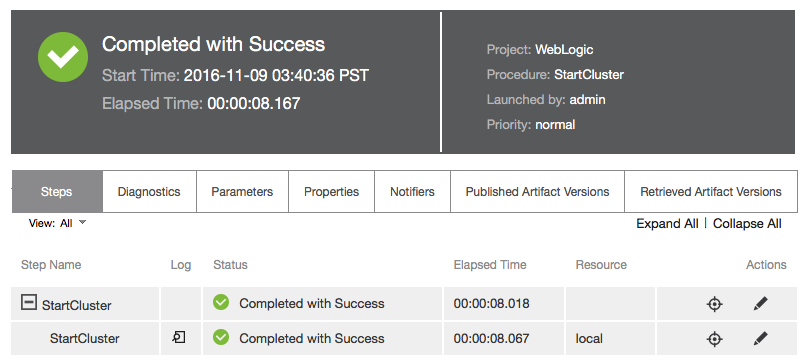 Completed with Success
Start Time: 2016-11-09 03:40:36 PST
Elapsed Time: 00:00:08.167
Project: WebLogic
Procedure: StartCluster
Launched by: admin
Priority: normal
Steps Diagnostics Parameters Properties Notifiers Published Artifact Versions Retrieved Artifact Versions
View: All Expand All | Collapse All
Step Name Log Status Elapsed Time Resource Actions
StartCluster Completed with Success 00:00:08.018
StartCluster Completed with Success 00:00:08.067 local